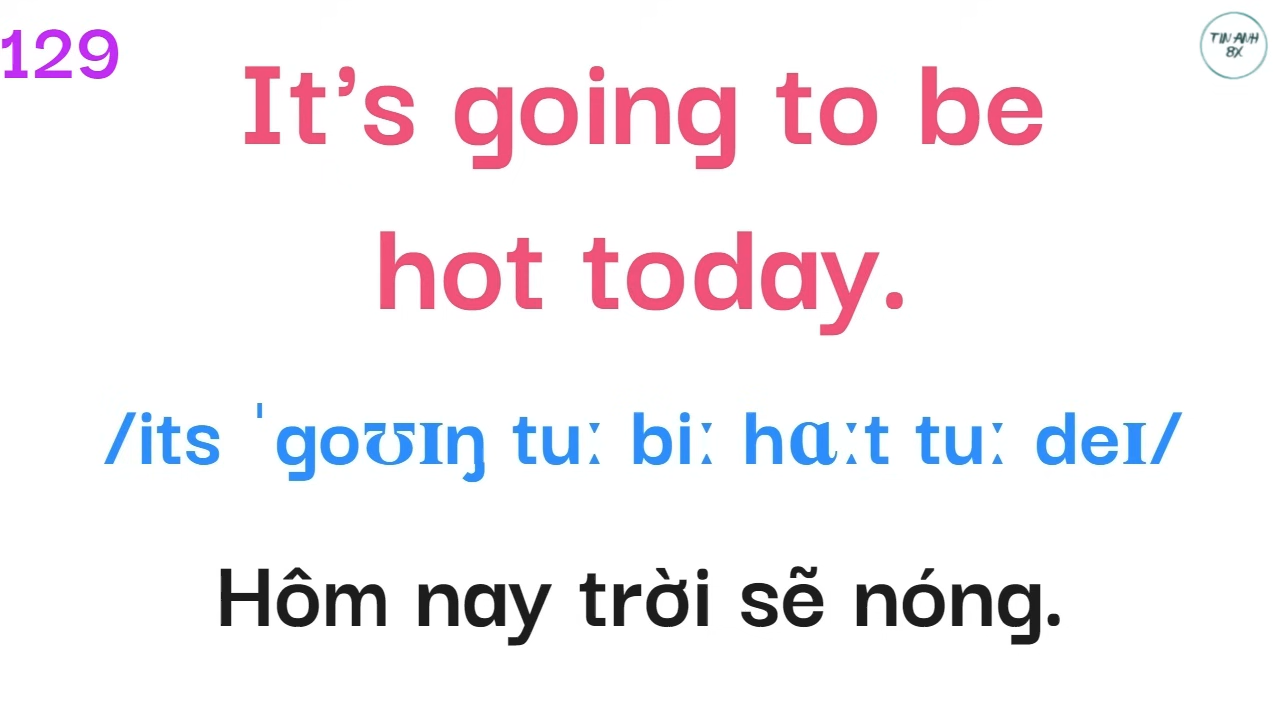 129
TIN ANH
8X
It’s going to be
hot today.
/its ˈgoʊɪŋ tuː biː hɑːt tuː deɪ/
Hôm nay trời sẽ nóng.